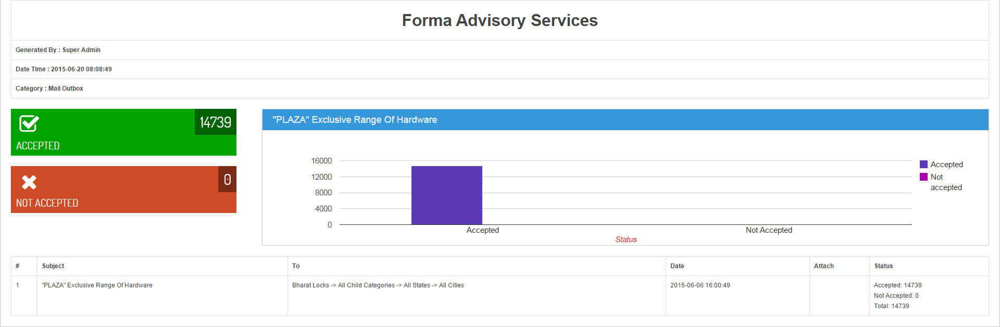 Forma Advisory Services
Generated By : Super Admin
Date Time : 2015-06-20 08:08:49
Category : Mail Outbox
14739
ACCEPTED
0
NOT ACCEPTED
"PLAZA" Exclusive Range Of Hardware
16000
12000
8000
4000
0
Accepted
Not Accepted
Status
Accepted
Not
accepted
# Subject To Date Attach Status
1 "PLAZA" Exclusive Range Of Hardware Bharat Locks -> All Child Categories -> All States -> All Cities 2015-06-06 16:00:49 Accepted: 14739
Not Accepted: 0
Total: 14739